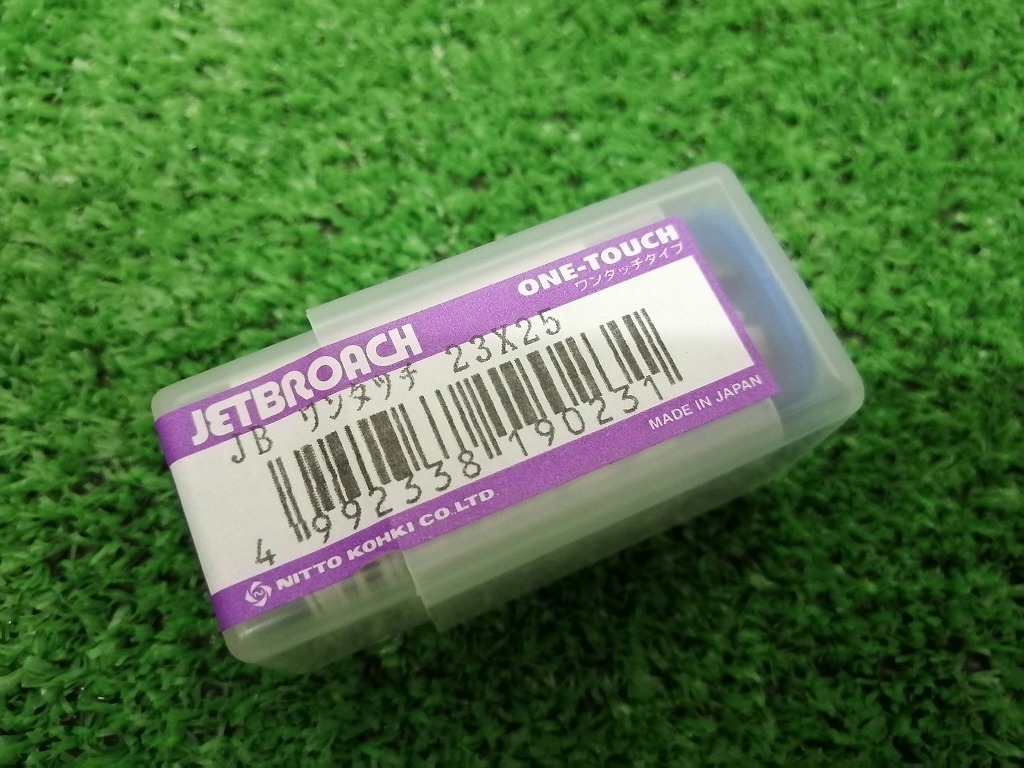 JETBROACH
ONE-TOUCH
ワンタッチタイプ
JB ワンタッチ 23X25
4 992338 190231
NITTO KOHKI CO.LTD
MADE IN JAPAN